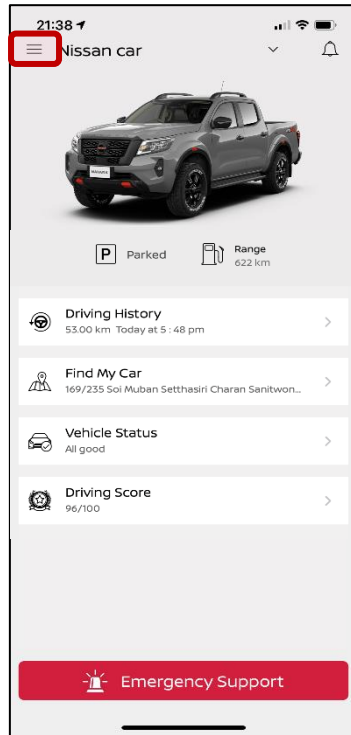 21:38
Nissan car
NAVARA
P Parked
Range
622 km
Driving History
53.00 km Today at 5 : 48 pm
Find My Car
169/235 Soi Muban Setthasiri Charan Sanitwon...
Vehicle Status
All good
Driving Score
96/100
Emergency Support